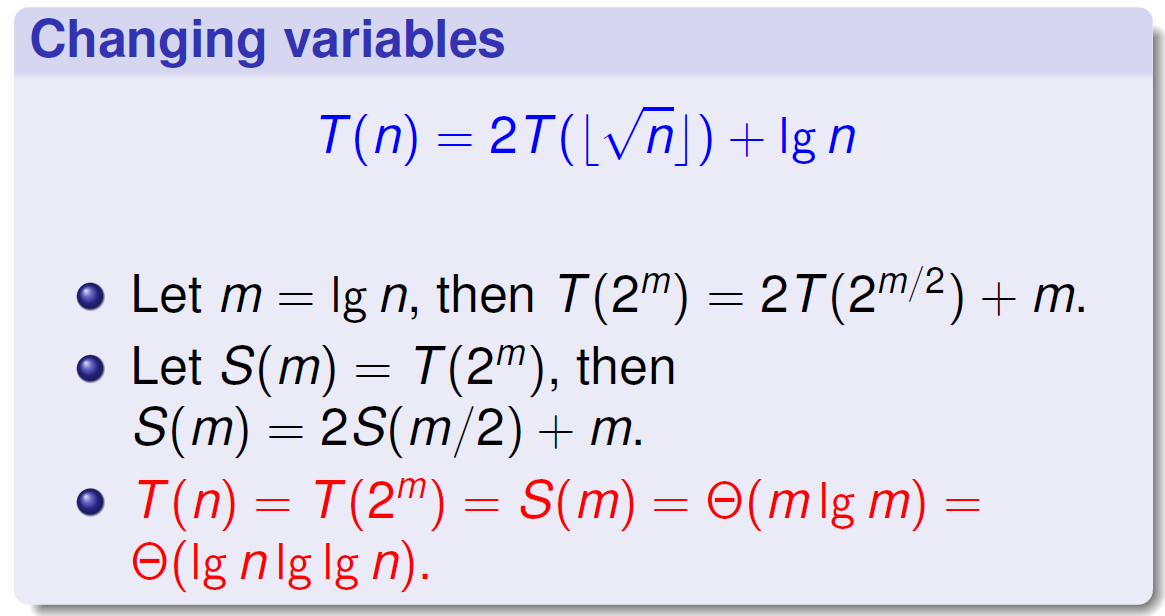 Changing variables
T(n) = 2T(⌊√n⌋) + lg n
Let m = lg n, then T(2^m) = 2T(2^{m/2}) + m.
Let S(m) = T(2^m), then
S(m) = 2S(m/2) + m.
T(n) = T(2^m) = S(m) = Θ(m lg m) =
Θ(lg n lg lg n).